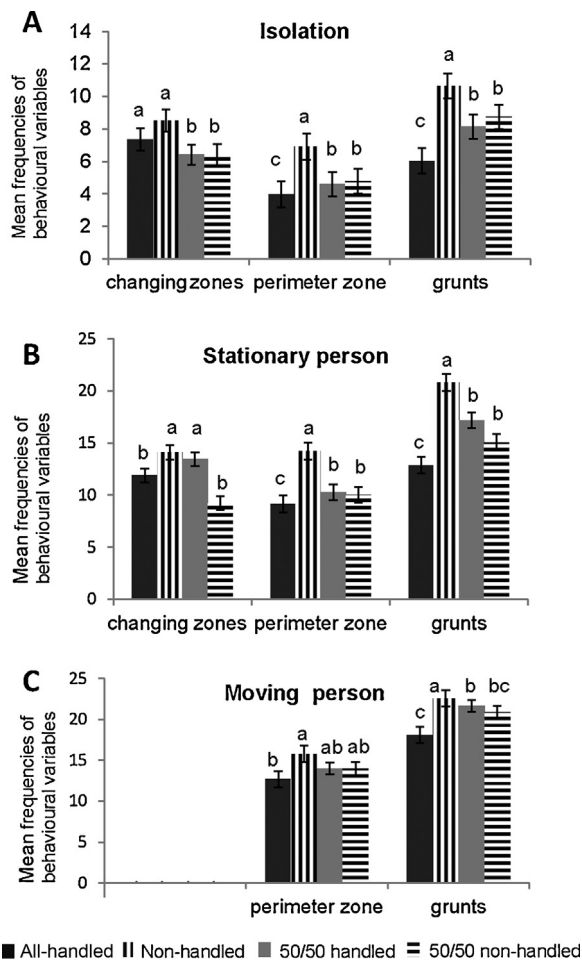 A
Isolation
Mean frequencies of
behavioural variables
14
12
10
8
6
4
2
0
a a b b
c a b b
c a b b
changing zones perimeter zone grunts
B
Stationary person
Mean frequencies of
behavioural variables
25
20
15
10
5
0
b a a b
c a b b
c a b b
changing zones perimeter zone grunts
C
Moving person
Mean frequencies of
behavioural variables
25
20
15
10
5
0
b a ab ab
c a b bc
perimeter zone grunts
All-handled Non-handled 50/50 handled 50/50 non-handled